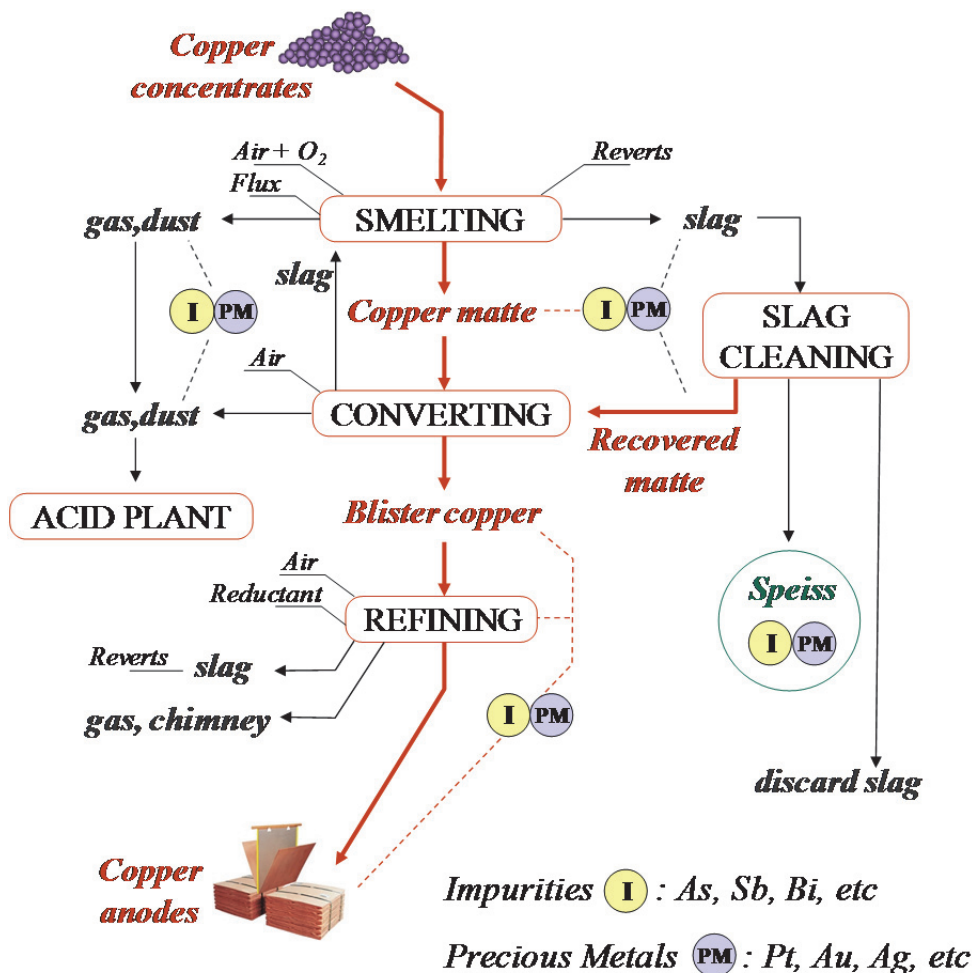 Copper
concentrates
Air + O2
Reverts
Flux
gas,dust
SMELTING
slag
slag
I PM
Copper matte
I PM
SLAG
CLEANING
Air
gas,dust
CONVERTING
Recovered
matte
ACID PLANT
Blister copper
Air
Reductant
REFINING
Speiss
I PM
Reverts
slag
gas, chimney
I PM
discard slag
Copper
anodes
Impurities I : As, Sb, Bi, etc
Precious Metals PM : Pt, Au, Ag, etc